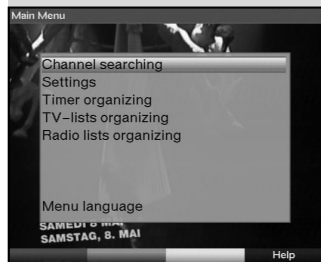 Main Menu
Channel searching
Settings
Timer organizing
TV-lists organizing
Radio lists organizing
Menu language
SAMEDI 8 MAI
SAMSTAG, 8. MAI
Help